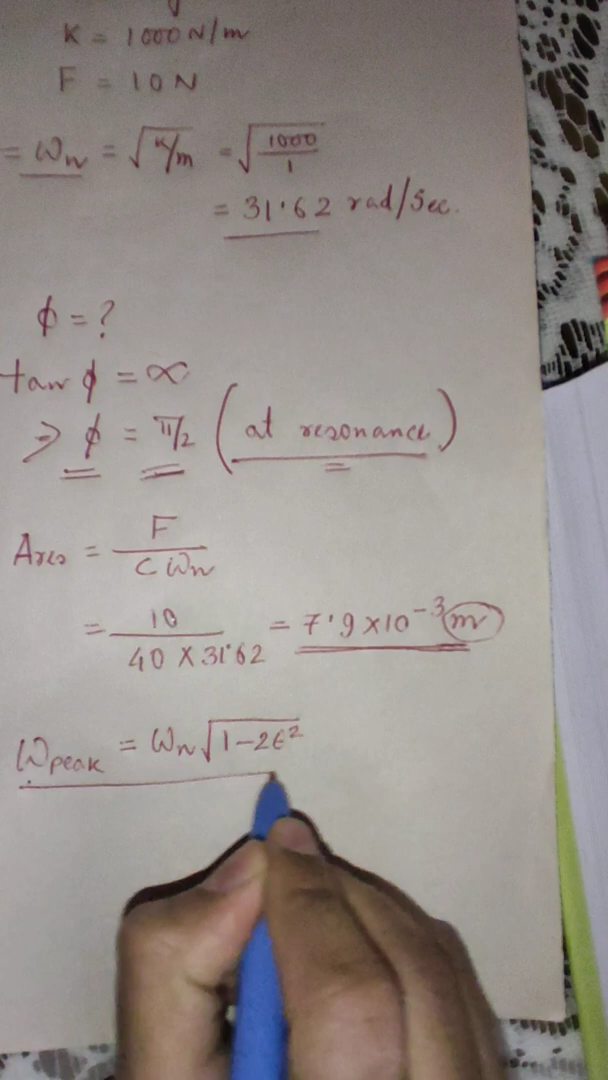 K = 1000 N/m
F = 10 N
= ωn = √K/m = √1000/1
= 31.62 rad/sec.
ϕ = ?
tan ϕ = ∞
⇒ ϕ = π/2 (at resonance)
Ares = F / C ωn
= 10 / 40 × 31.62 = 7.9 × 10⁻³ m
ωpeak = ωn √1-2ϵ²